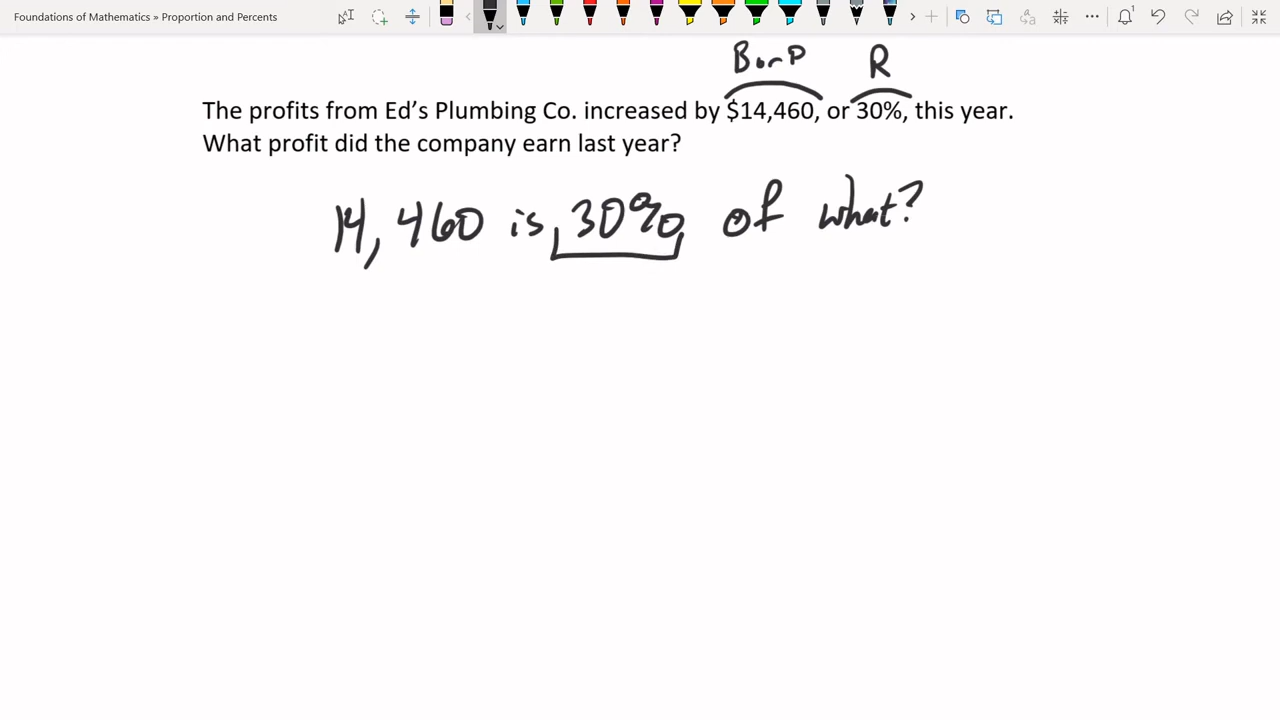 Foundations of Mathematics » Proportion and Percents
B or P R
The profits from Ed’s Plumbing Co. increased by $14,460, or 30%, this year.
What profit did the company earn last year?
14,460 is 30% of what?